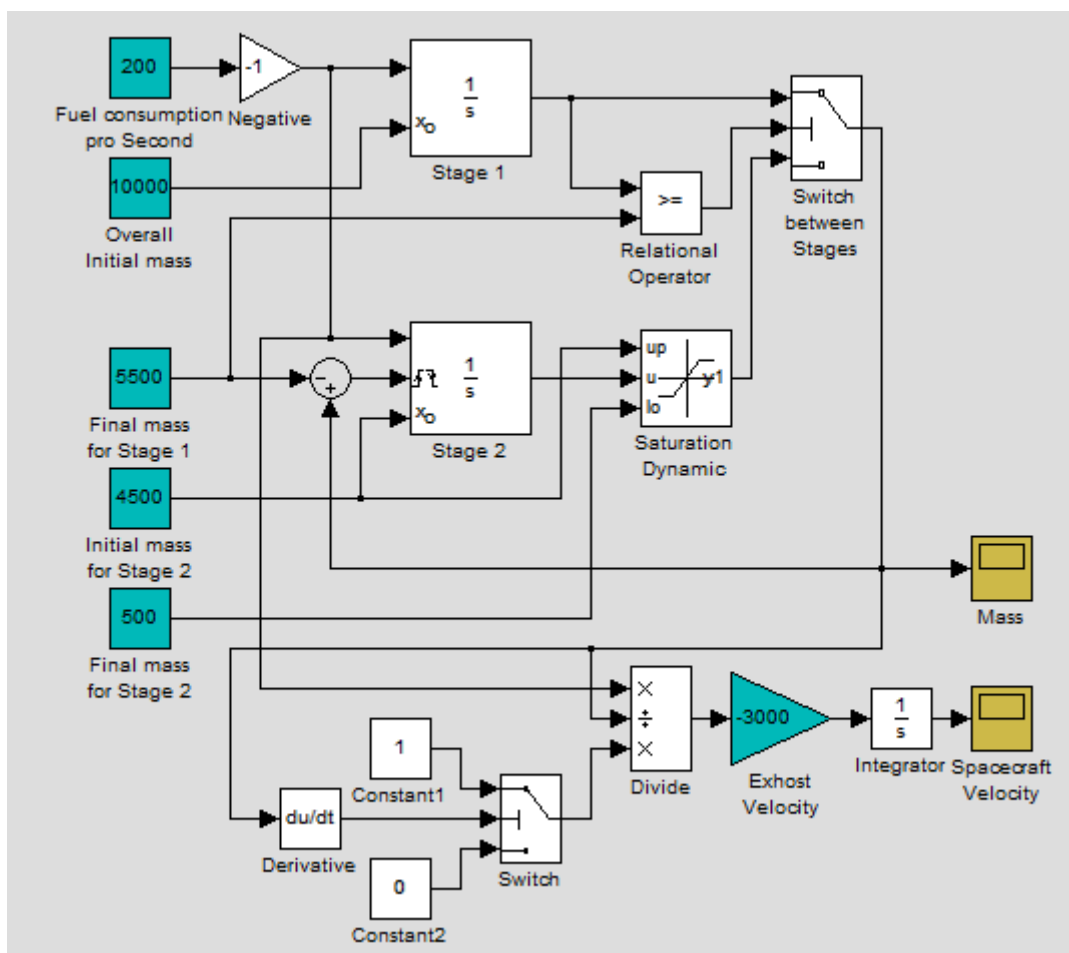 200
-1
Fuel consumption
pro Second
Negative
1
s
xo
Stage 1
10000
Overall
Initial mass
>=
Relational
Operator
Switch
between
Stages
5500
Final mass
for Stage 1
-
+
1
s
xo
Stage 2
up
u
lo
y1
Saturation
Dynamic
4500
Initial mass
for Stage 2
500
Final mass
for Stage 2
Mass
×
÷
×
Divide
-3000
Exhost
Velocity
1
s
Integrator
Spacecraft
Velocity
1
Constant1
du/dt
Derivative
Switch
0
Constant2